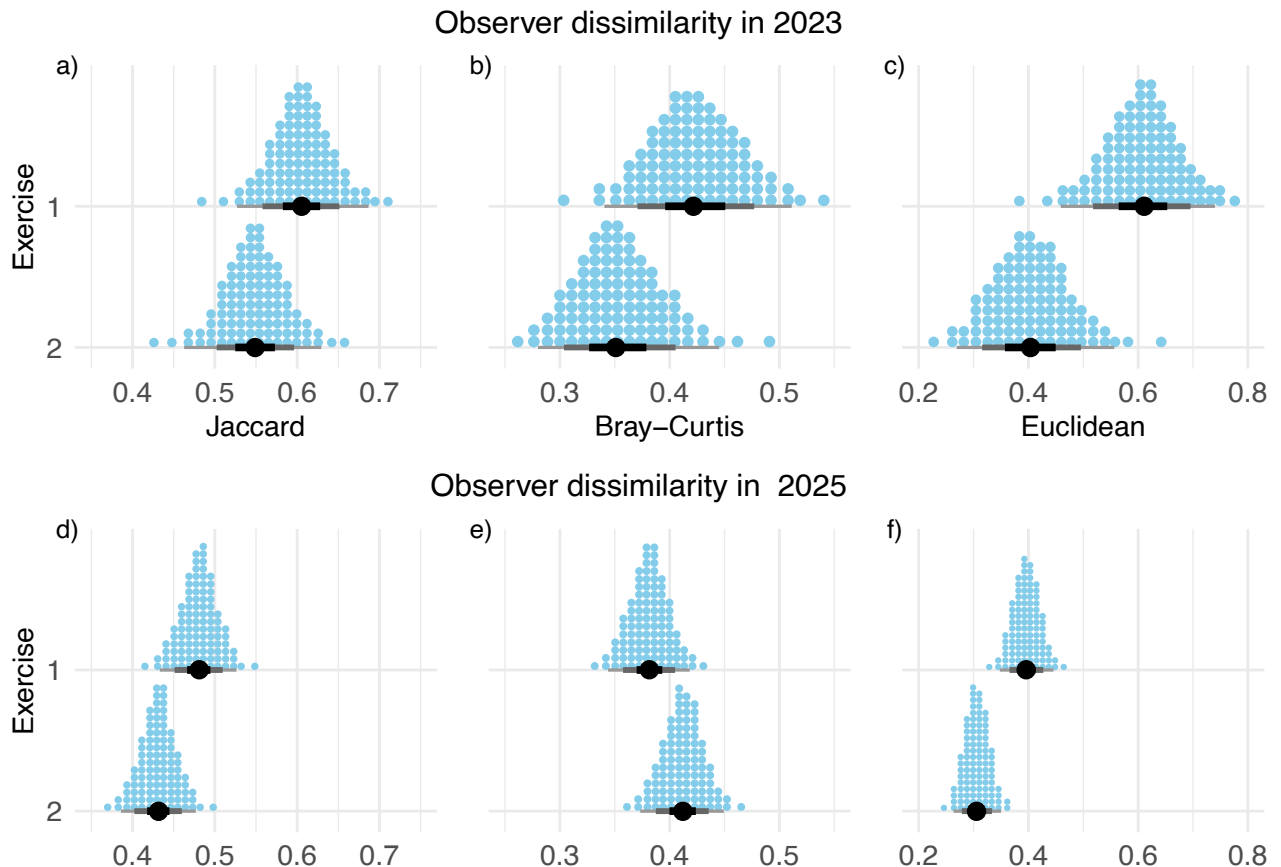 Observer dissimilarity in 2023
a) b) c)
Exercise
1
2
0.4 0.5 0.6 0.7 0.3 0.4 0.5 0.2 0.4 0.6 0.8
Jaccard Bray−Curtis Euclidean
Observer dissimilarity in  2025
d) e) f)
Exercise
1
2
0.4 0.5 0.6 0.7 0.3 0.4 0.5 0.2 0.4 0.6 0.8